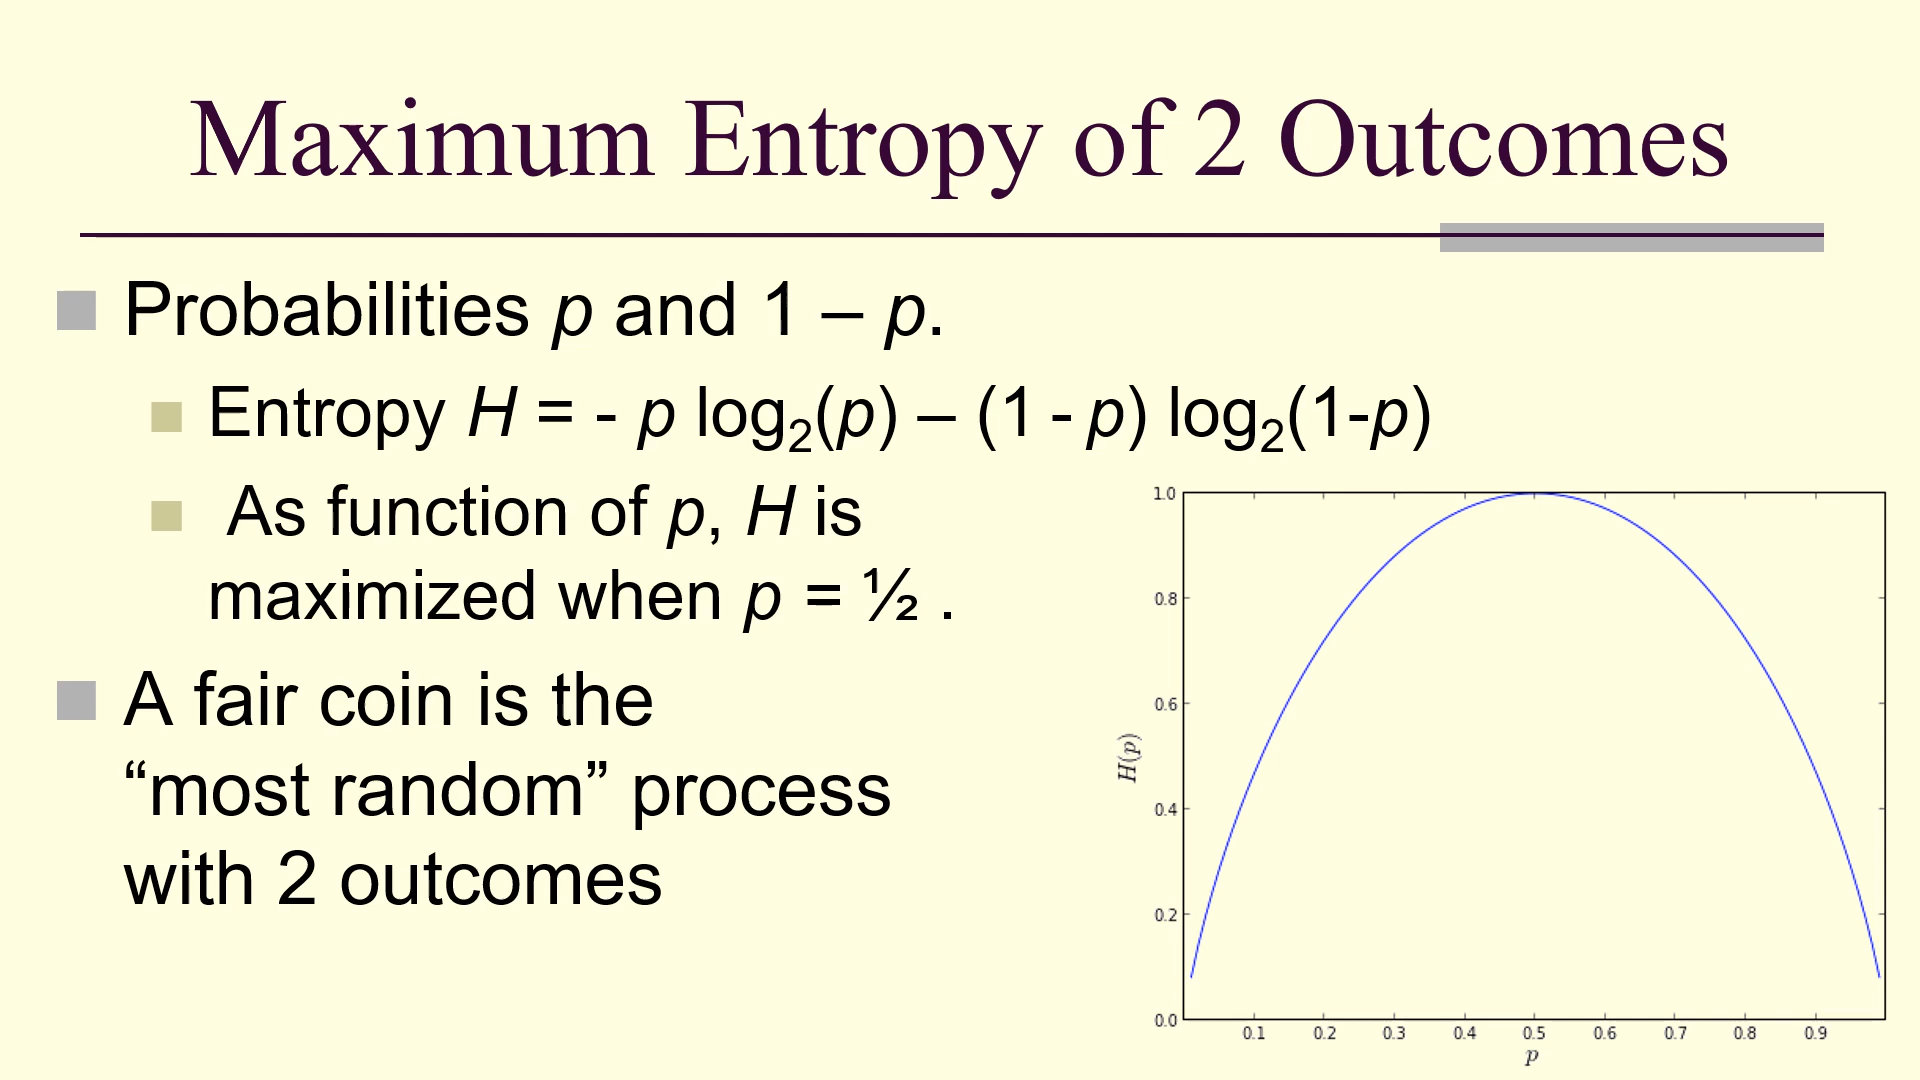 Maximum Entropy of 2 Outcomes
Probabilities p and 1 – p.
Entropy H = - p log₂(p) – (1 - p) log₂(1-p)
As function of p, H is
maximized when p = ½ .
A fair coin is the
“most random” process
with 2 outcomes
1.0
0.8
0.6
0.4
0.2
0.0
H(p)
0.1 0.2 0.3 0.4 0.5 0.6 0.7 0.8 0.9
p